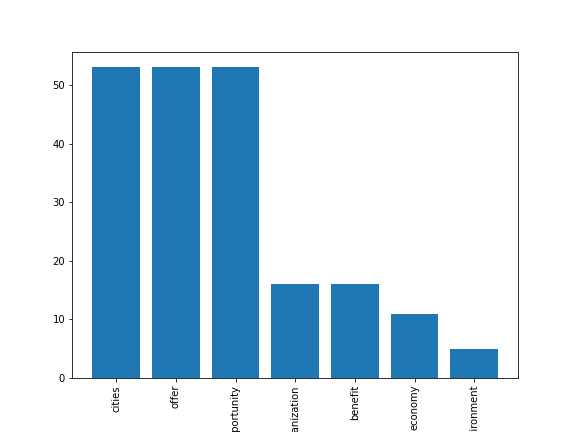 50
40
30
20
10
0
cities
offer
portunity
anization
benefit
economy
ironment